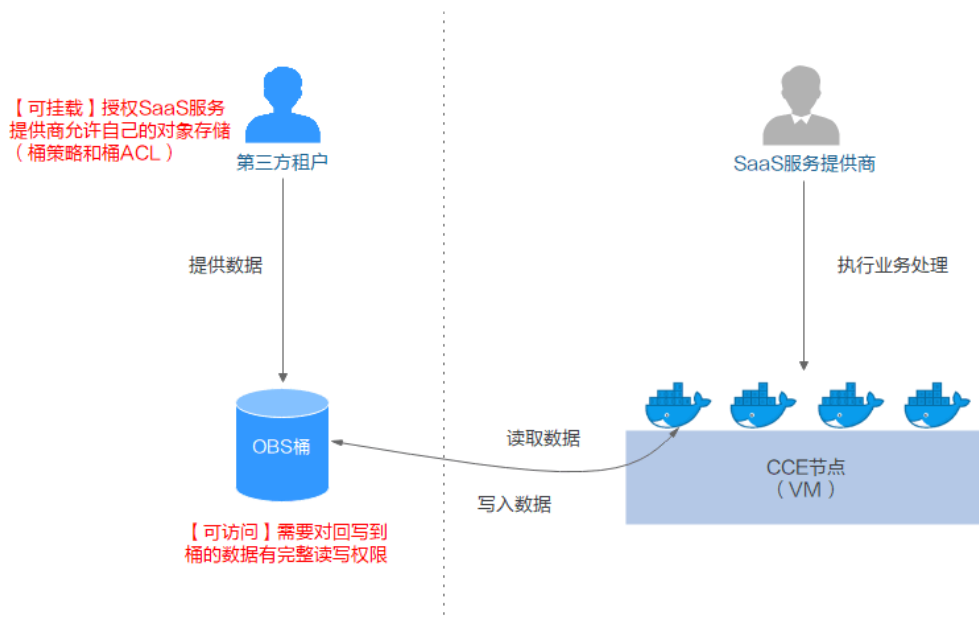 【可挂载】授权SaaS服务
提供商允许自己的对象存储
（桶策略和桶ACL）
第三方租户
SaaS服务提供商
提供数据
执行业务处理
OBS桶
读取数据
写入数据
CCE节点
（VM）
【可访问】需要对回写到
桶的数据有完整读写权限